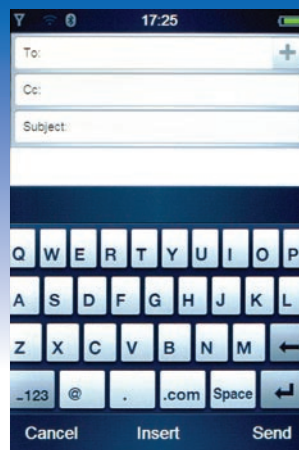 17:25
To: +
Cc:
Subject:
Q W E R T Y U I O P
A S D F G H J K L
Z X C V B N M ←
-123 @ . .com Space ↵
Cancel Insert Send